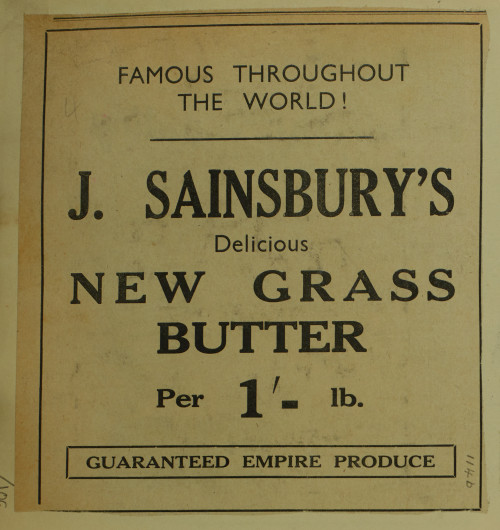 FAMOUS THROUGHOUT
THE WORLD!
J. SAINSBURY'S
Delicious
NEW GRASS
BUTTER
Per 1/- lb.
GUARANTEED EMPIRE PRODUCE